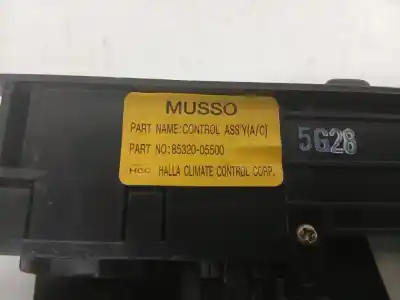 MUSSO
PART NAME:CONTROL ASS'Y(A/C)
PART NO:85320-05500
HCC HALLA CLIMATE CONTROL CORP.
5G28